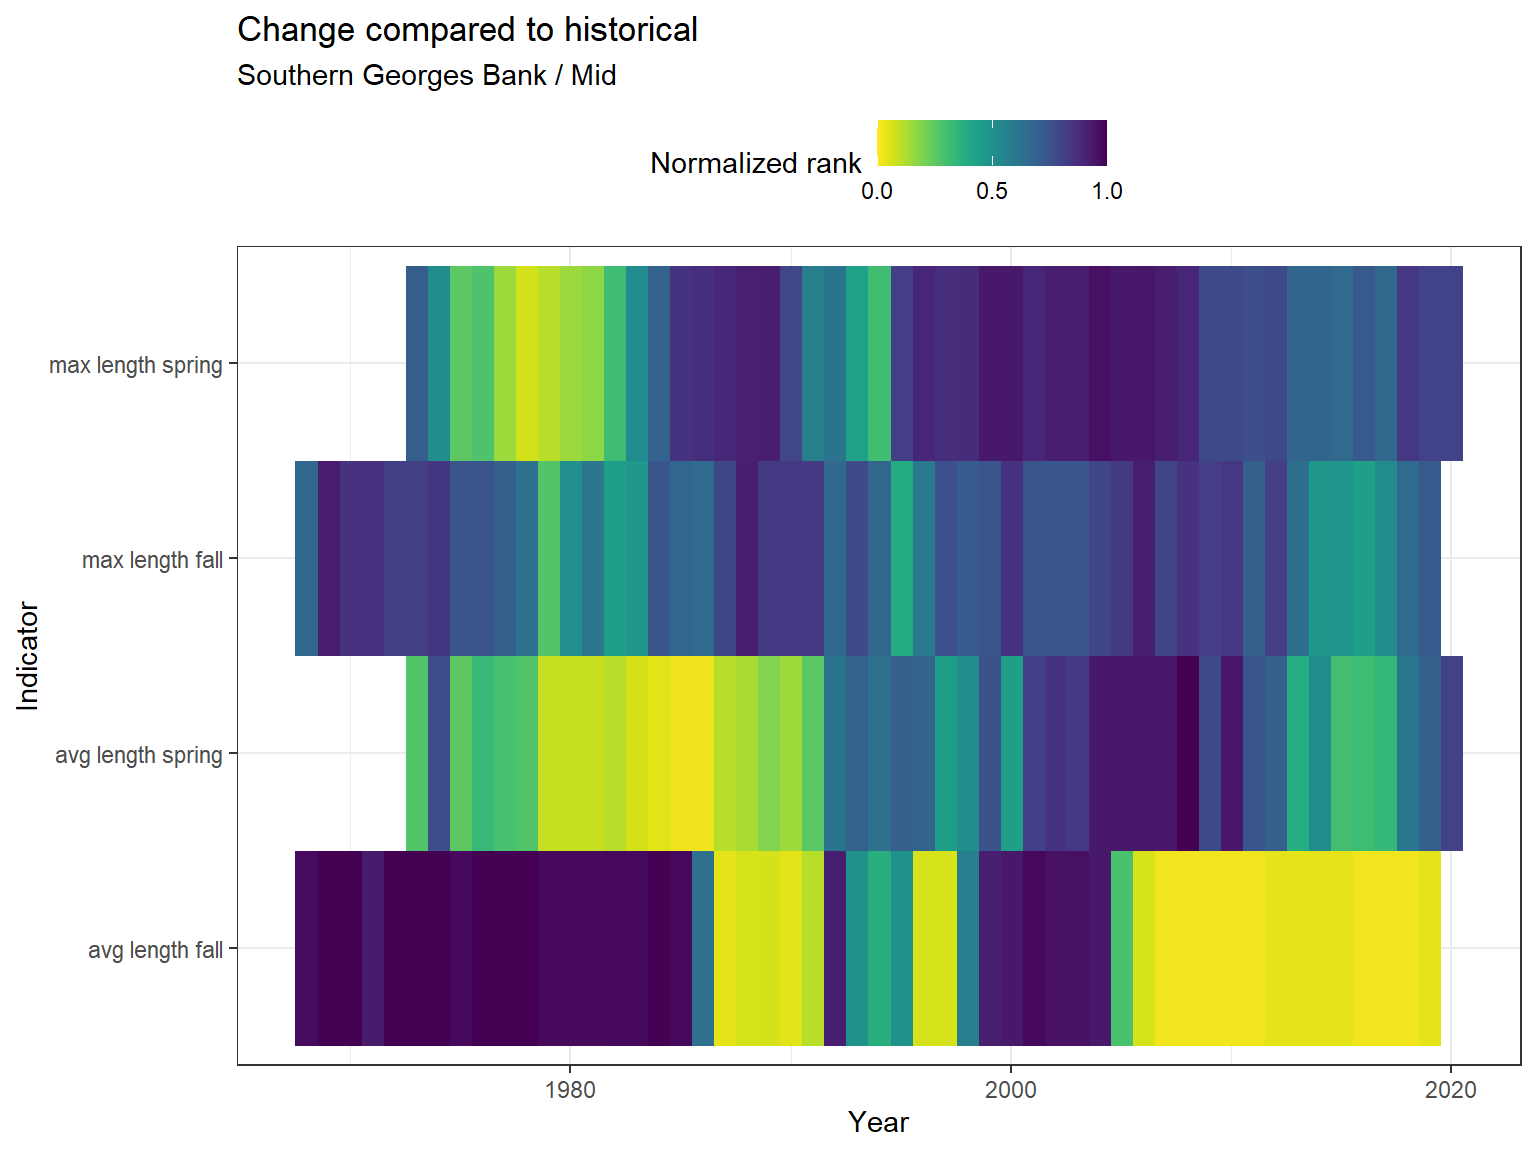 Change compared to historical
Southern Georges Bank / Mid
Normalized rank
0.0 0.5 1.0
max length spring
max length fall
avg length spring
avg length fall
Indicator
1980 2000 2020
Year